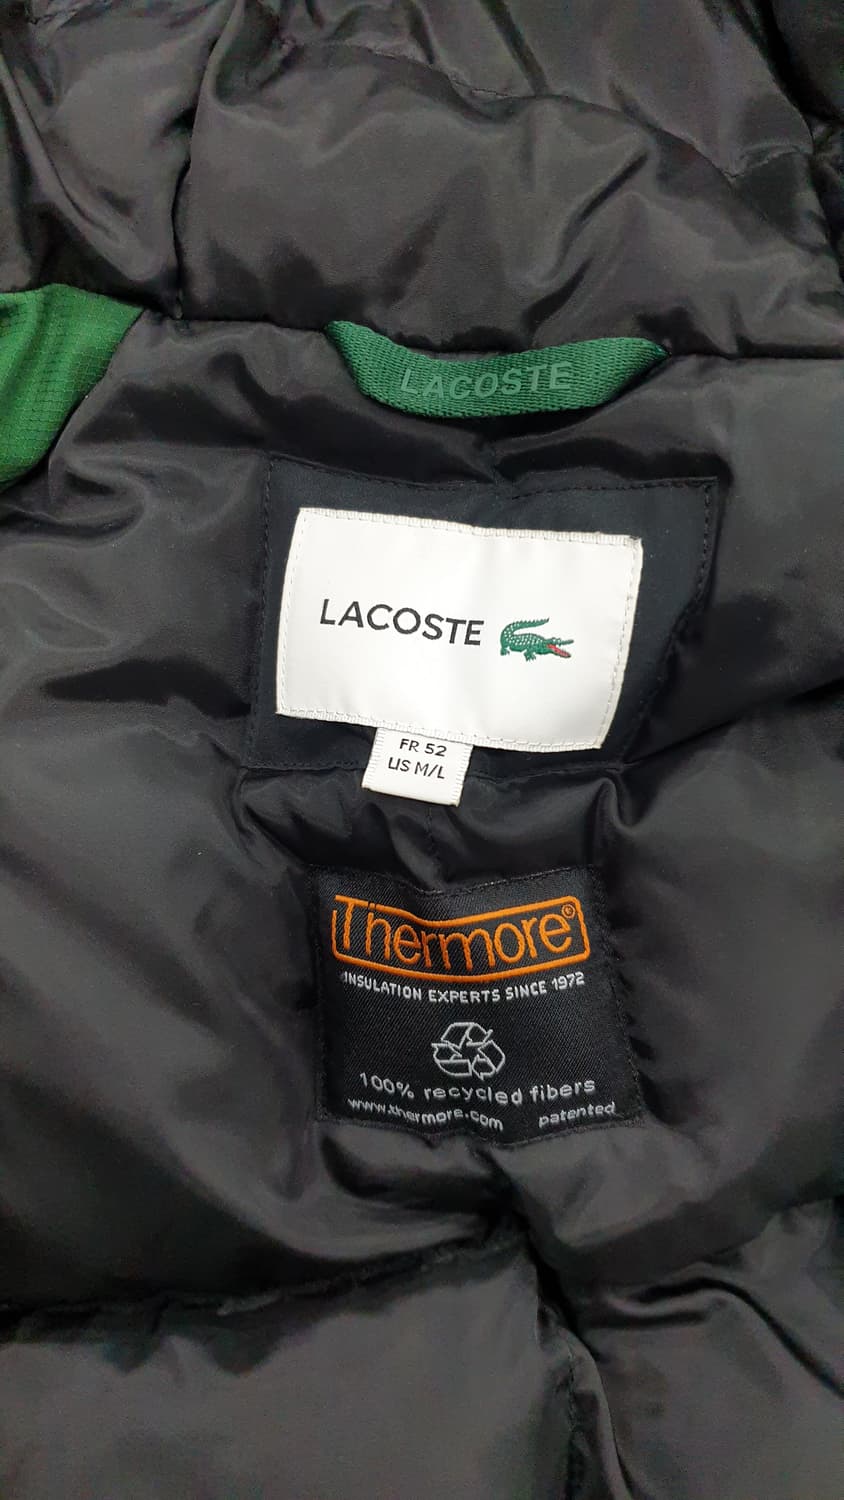 LACOSTE
LACOSTE
FR 52
US M/L
Thermore®
INSULATION EXPERTS SINCE 1972
100% recycled fibers
www.thermore.com patented